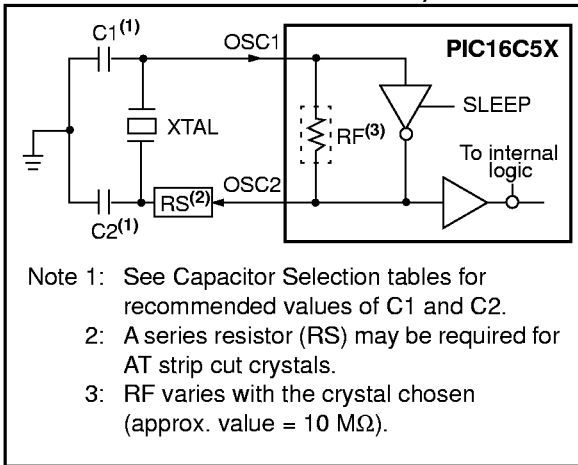 C1(1)
OSC1
PIC16C5X
XTAL
RF(3)
SLEEP
To internal
logic
OSC2
RS(2)
C2(1)
Note 1: See Capacitor Selection tables for
recommended values of C1 and C2.
2: A series resistor (RS) may be required for
AT strip cut crystals.
3: RF varies with the crystal chosen
(approx. value = 10 MΩ).